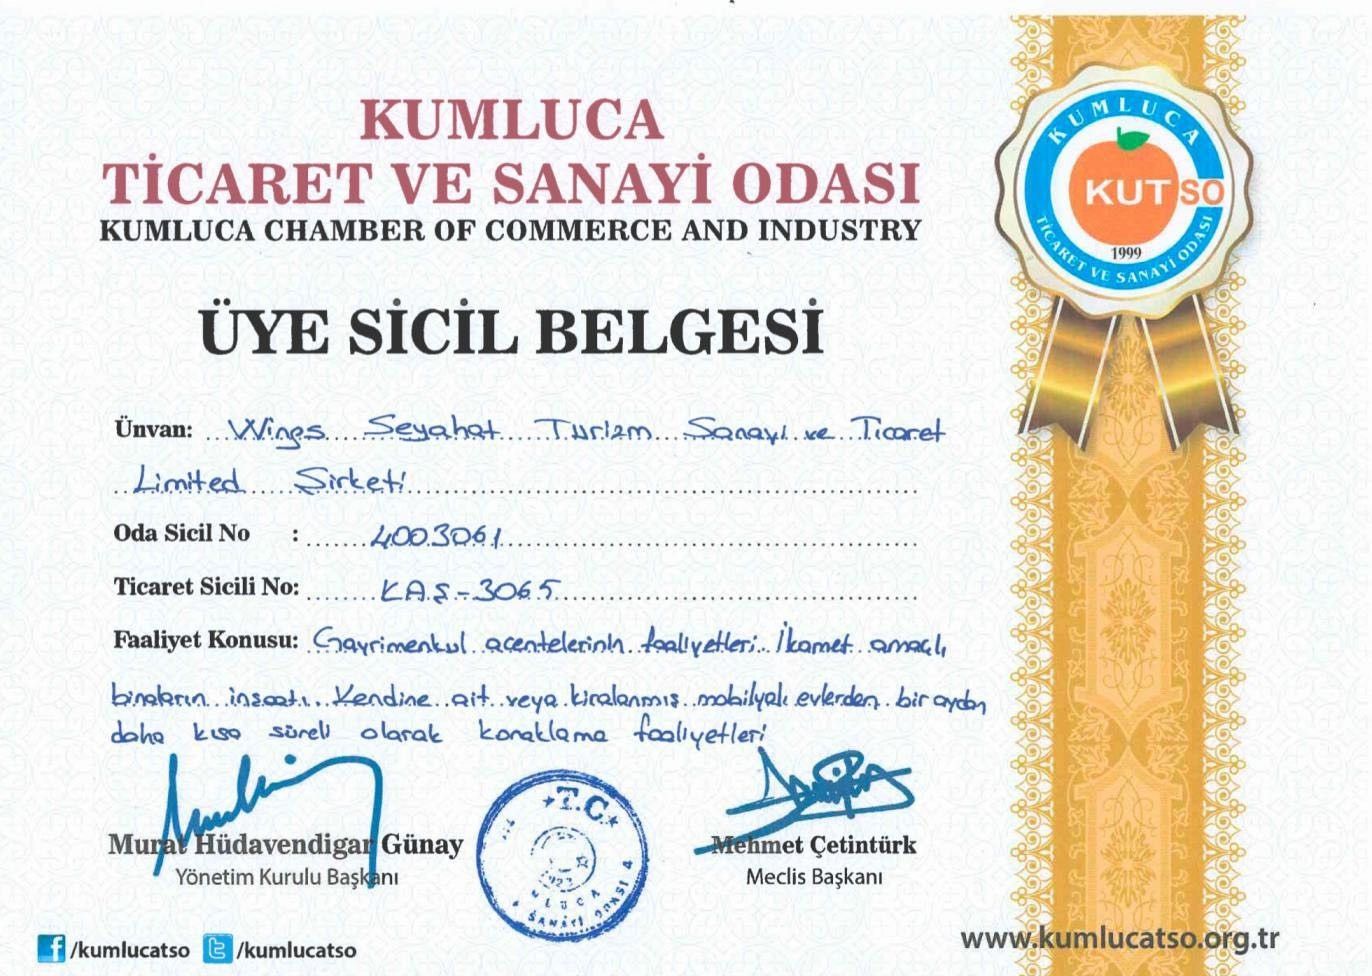 KUMLUCA
TİCARET VE SANAYİ ODASI
KUMLUCA CHAMBER OF COMMERCE AND INDUSTRY
ÜYE SİCİL BELGESİ
Ünvan: Wings Seyahat Turizm Sanayi ve Ticaret
Limited Şirketi
Oda Sicil No : 4003061
Ticaret Sicili No: KAŞ-3065
Faaliyet Konusu: Gayrimenkul acentelerinin faaliyetleri. İkamet amaçlı
binaların inşaatı. Kendine ait veya kiralanmış mobilyalı evlerden bir aydan
daha kısa süreli olarak konaklama faaliyetleri
Murat Hüdavendigar Günay
Yönetim Kurulu Başkanı
T.C.
Mehmet Çetintürk
Meclis Başkanı
/kumlucatso /kumlucatso
www.kumlucatso.org.tr
KUMLUCA
KUTSO
1999
TİCARET VE SANAYİ ODASI